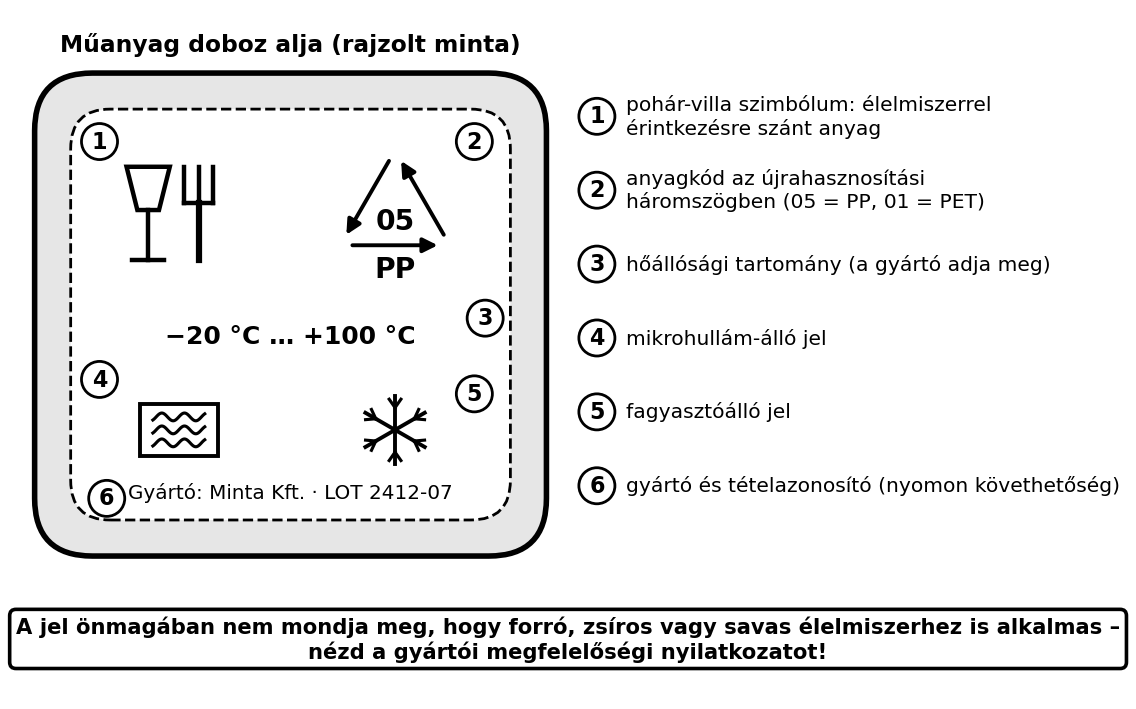 Műanyag doboz alja (rajzolt minta)
1
2
05
PP
−20 °C … +100 °C
3
4
5
6 Gyártó: Minta Kft. · LOT 2412-07
1 pohár-villa szimbólum: élelmiszerrel
érintkezésre szánt anyag
2 anyagkód az újrahasznosítási
háromszögben (05 = PP, 01 = PET)
3 hőállósági tartomány (a gyártó adja meg)
4 mikrohullám-álló jel
5 fagyasztóálló jel
6 gyártó és tételazonosító (nyomon követhetőség)
A jel önmagában nem mondja meg, hogy forró, zsíros vagy savas élelmiszerhez is alkalmas –
nézd a gyártói megfelelőségi nyilatkozatot!